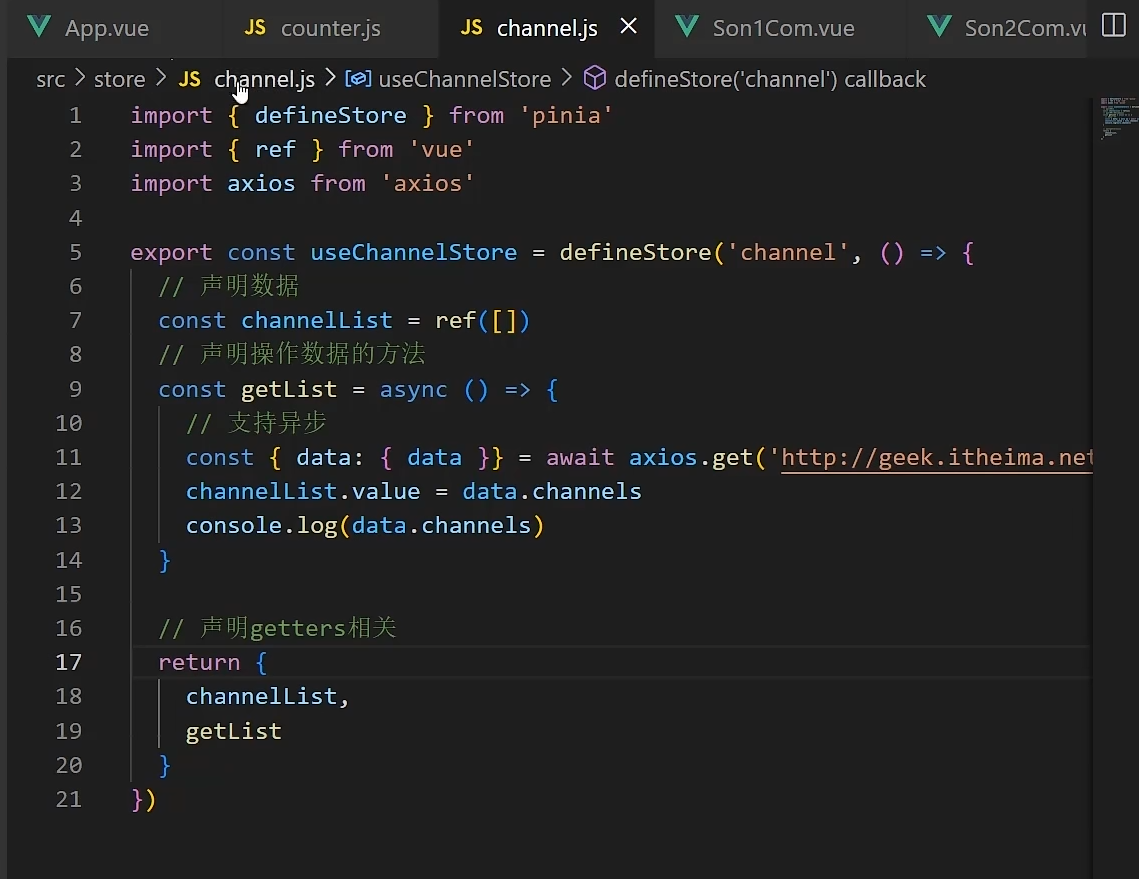 App.vue JS counter.js JS channel.js Son1Com.vue Son2Com.vu
src > store > JS channel.js > useChannelStore > defineStore('channel') callback
1 import { defineStore } from 'pinia'
2 import { ref } from 'vue'
3 import axios from 'axios'
4
5 export const useChannelStore = defineStore('channel', () => {
6 // 声明数据
7 const channelList = ref([])
8 // 声明操作数据的方法
9 const getList = async () => {
10 // 支持异步
11 const { data: { data }} = await axios.get('http://geek.itheima.net
12 channelList.value = data.channels
13 console.log(data.channels)
14 }
15
16 // 声明getters相关
17 return {
18 channelList,
19 getList
20 }
21 })